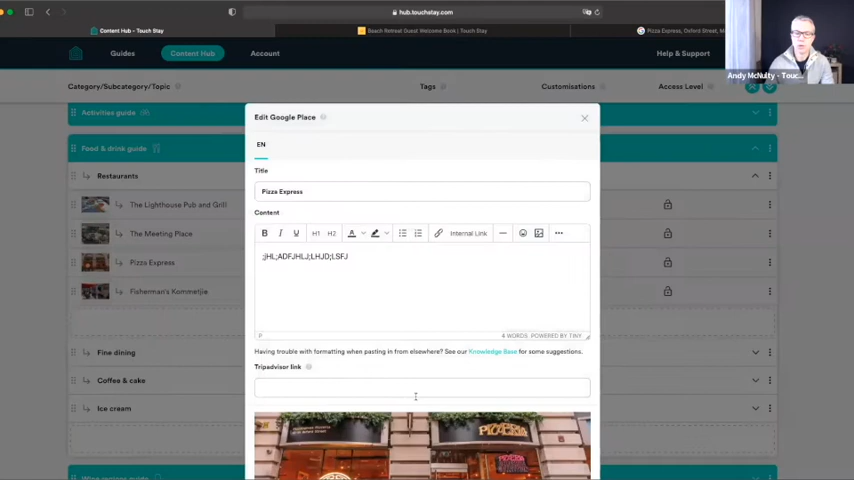 hub.touchstay.com
Content Hub - Touch Stay
Beach Retreat Guest Welcome Book | Touch Stay
Pizza Express, Oxford Street, M
Guides
Content Hub
Account
Help & Support
Andy McNulty - Touc...
Category/Subcategory/Topic
Tags
Customisations
Access Level
Activities guide
Edit Google Place
Food & drink guide
EN
Restaurants
Title
Pizza Express
The Lighthouse Pub and Grill
Content
The Meeting Place
B I U H1 H2 A Internal Link
Pizza Express
;jHL;ADFJHLJ;LHJD;LSFJ
Fisherman's Kommetjie
P
4 WORDS. POWERED BY TINY
Fine dining
Having trouble with formatting when pasting in from elsewhere? See our Knowledge Base for some suggestions.
Tripadvisor link
Coffee & cake
Ice cream
PIZZERIA